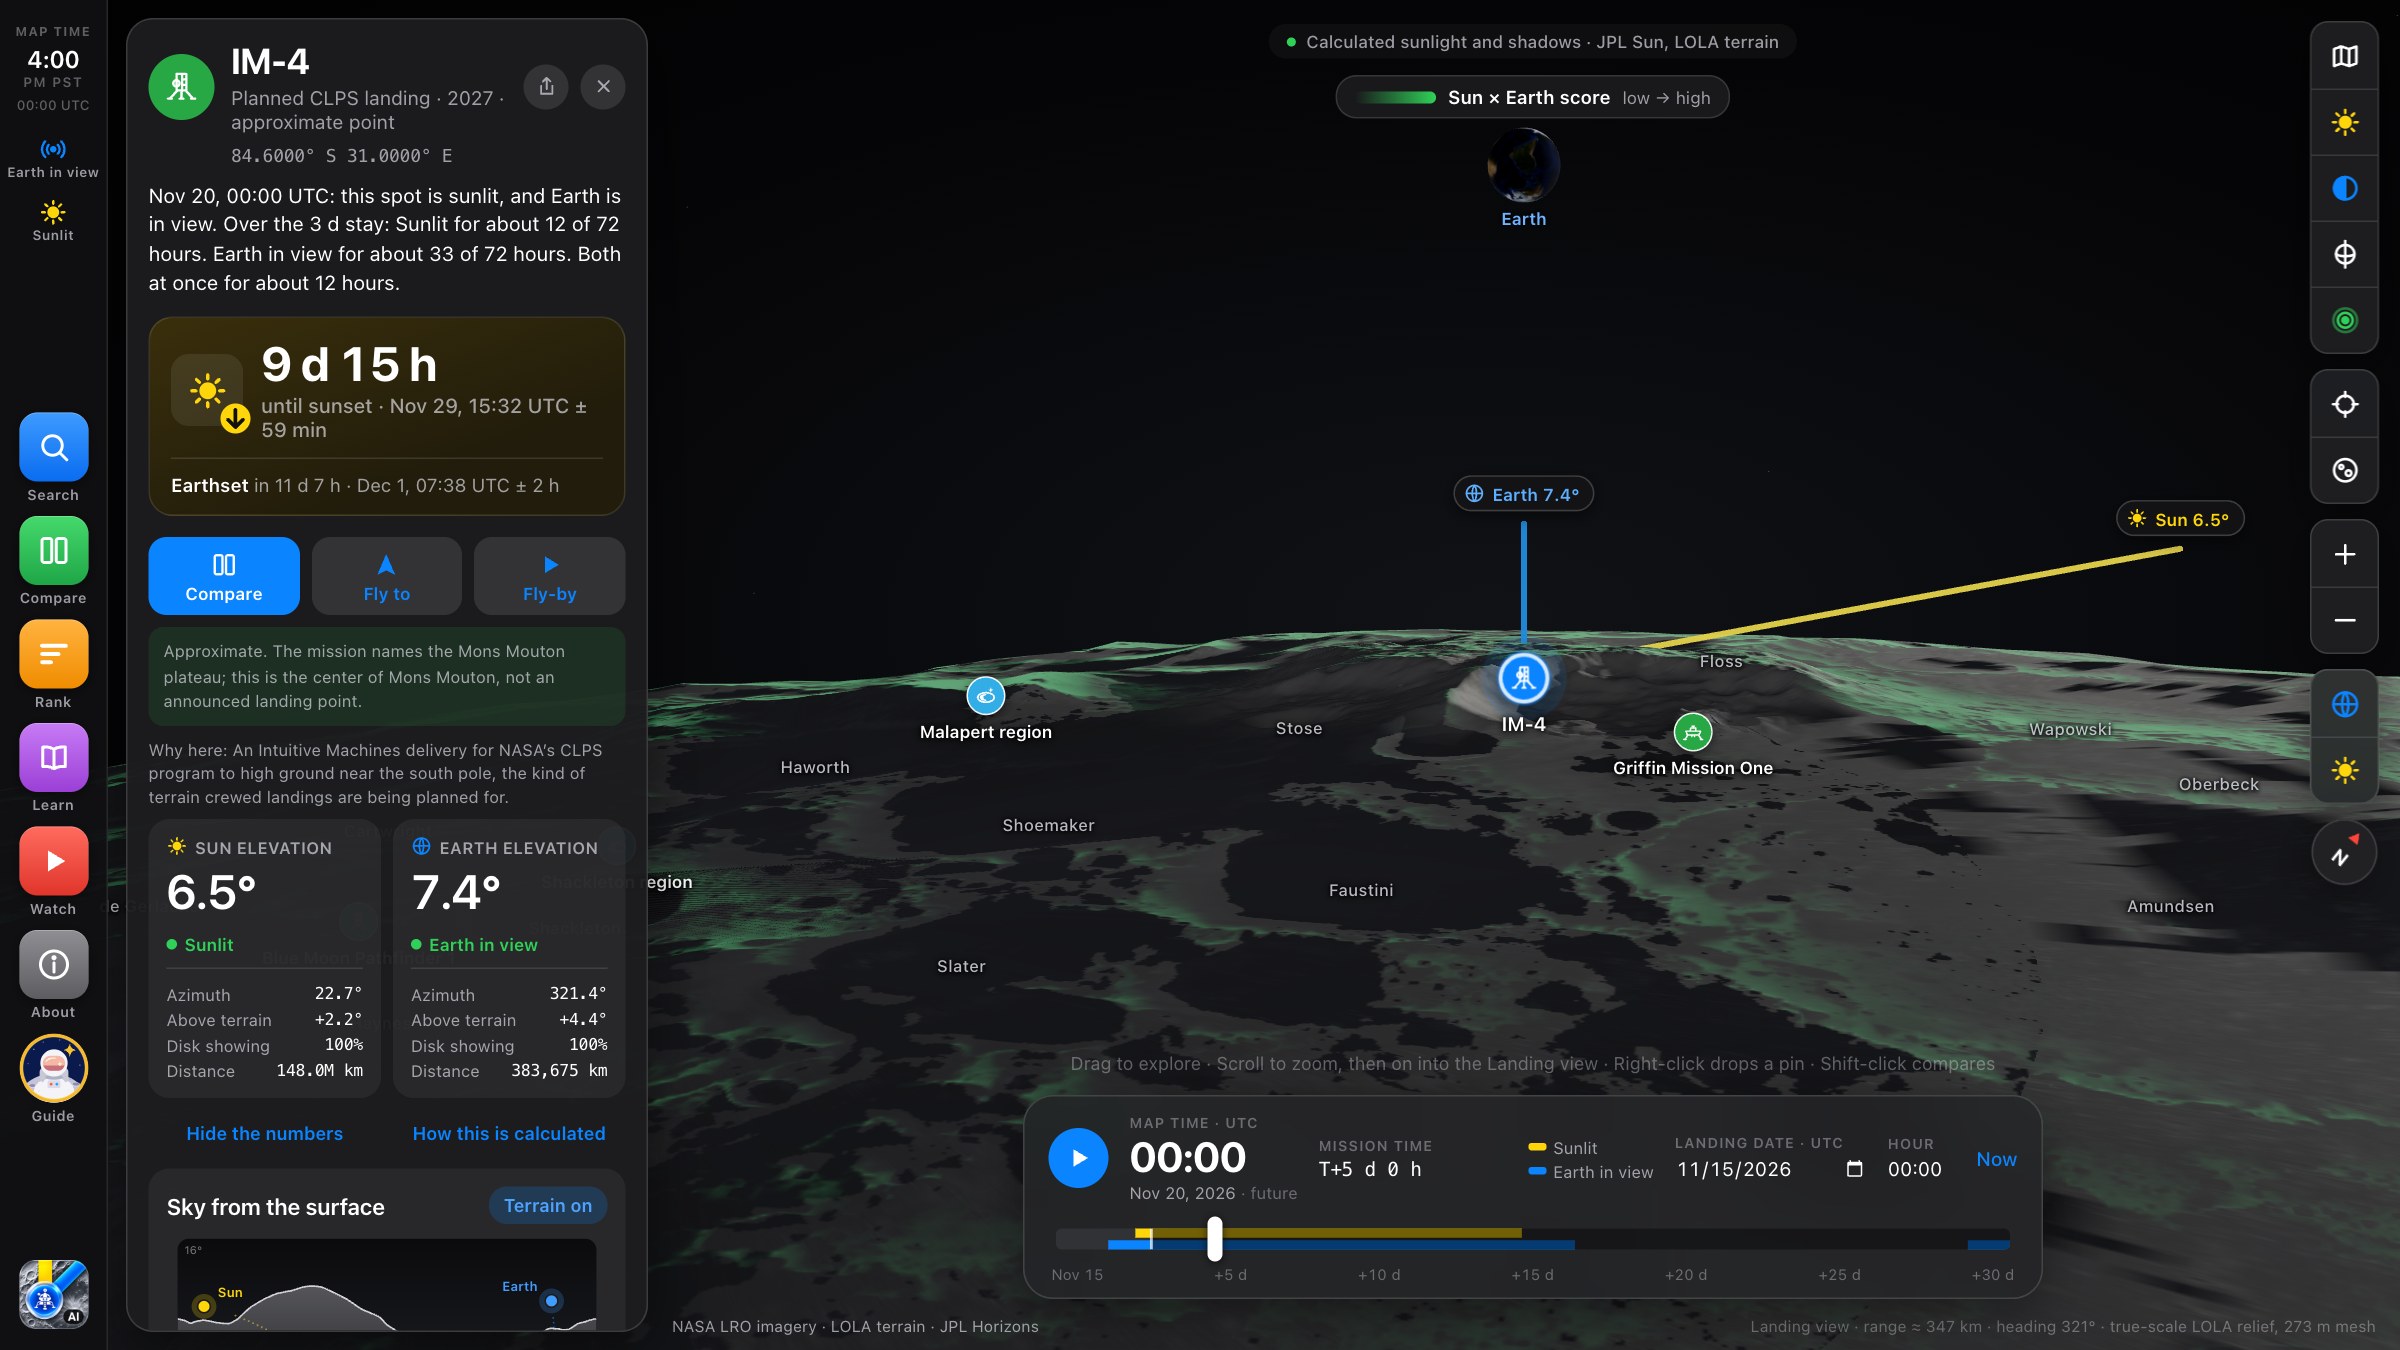 MAP TIME
4:00
PM PST
00:00 UTC
Earth in view
Sunlit
Search
Compare
Rank
Learn
Watch
About
Guide
AI
IM-4
Planned CLPS landing · 2027 ·
approximate point
84.6000° S 31.0000° E
Nov 20, 00:00 UTC: this spot is sunlit, and Earth is
in view. Over the 3 d stay: Sunlit for about 12 of 72
hours. Earth in view for about 33 of 72 hours. Both
at once for about 12 hours.
9 d 15 h
until sunset · Nov 29, 15:32 UTC ±
59 min
Earthset in 11 d 7 h · Dec 1, 07:38 UTC ± 2 h
Compare
Fly to
Fly-by
Approximate. The mission names the Mons Mouton
plateau; this is the center of Mons Mouton, not an
announced landing point.
Why here: An Intuitive Machines delivery for NASA's CLPS
program to high ground near the south pole, the kind of
terrain crewed landings are being planned for.
SUN ELEVATION
6.5°
Sunlit
Azimuth 22.7°
Above terrain +2.2°
Disk showing 100%
Distance 148.0M km
EARTH ELEVATION
7.4°
Earth in view
Azimuth 321.4°
Above terrain +4.4°
Disk showing 100%
Distance 383,675 km
Hide the numbers
How this is calculated
Sky from the surface
Terrain on
16°
Sun
Earth
Calculated sunlight and shadows · JPL Sun, LOLA terrain
Sun × Earth score low → high
Earth
Earth 7.4°
Sun 6.5°
Floss
Malapert region
Stose
IM-4
Wapowski
Haworth
Griffin Mission One
Oberbeck
Shoemaker
Shackleton region
Faustini
Amundsen
Slater
N
Drag to explore · Scroll to zoom, then on into the Landing view · Right-click drops a pin · Shift-click compares
MAP TIME · UTC
00:00
Nov 20, 2026 · future
MISSION TIME
T+5 d 0 h
Sunlit
Earth in view
LANDING DATE · UTC
11/15/2026
HOUR
00:00
Now
Nov 15
+5 d
+10 d
+15 d
+20 d
+25 d
+30 d
NASA LRO imagery · LOLA terrain · JPL Horizons
Landing view · range ≈ 347 km · heading 321° · true-scale LOLA relief, 273 m mesh